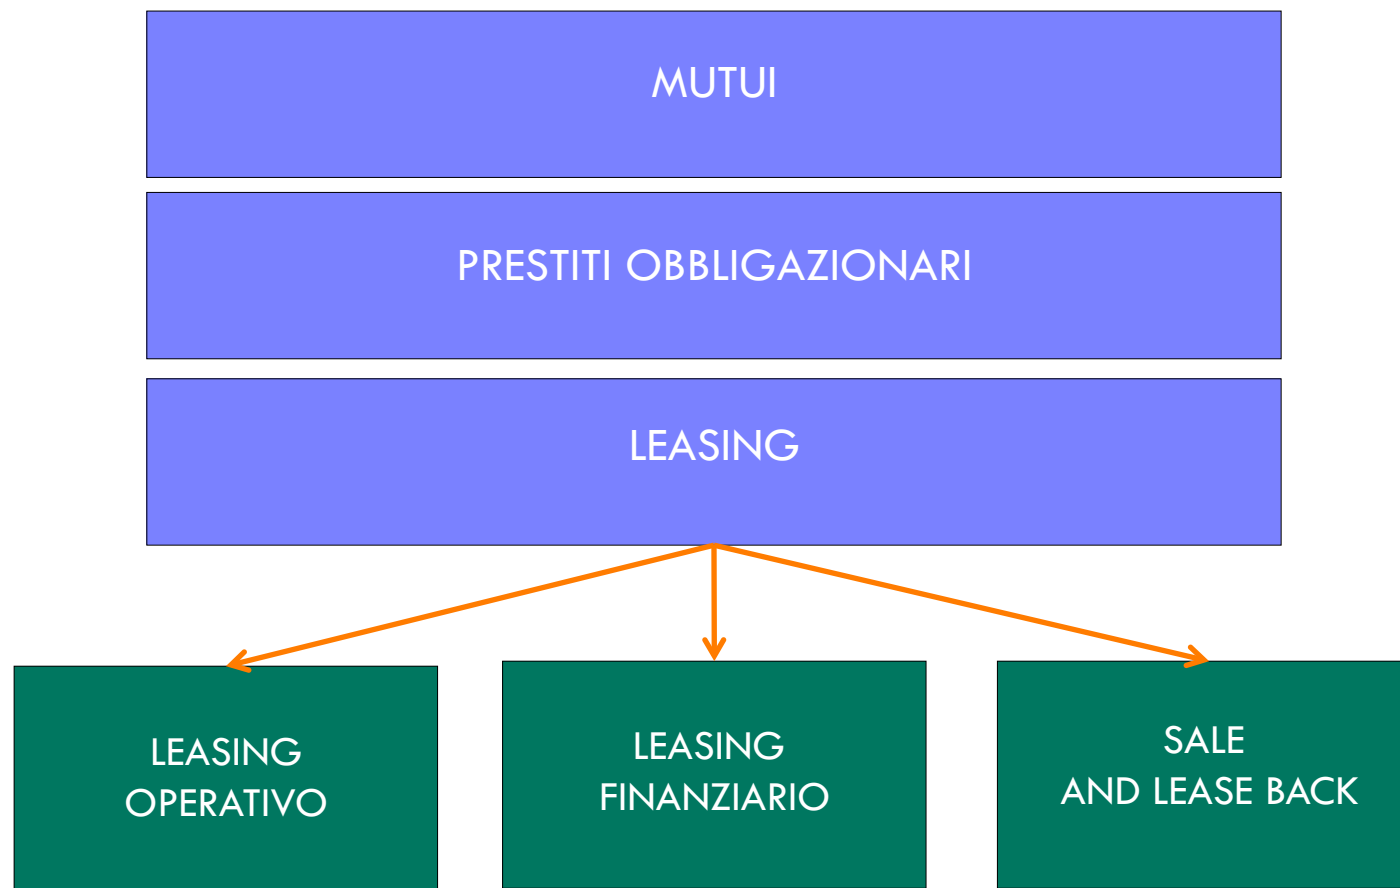 MUTUI
PRESTITI OBBLIGAZIONARI
LEASING
LEASING
OPERATIVO
LEASING
FINANZIARIO
SALE
AND LEASE BACK